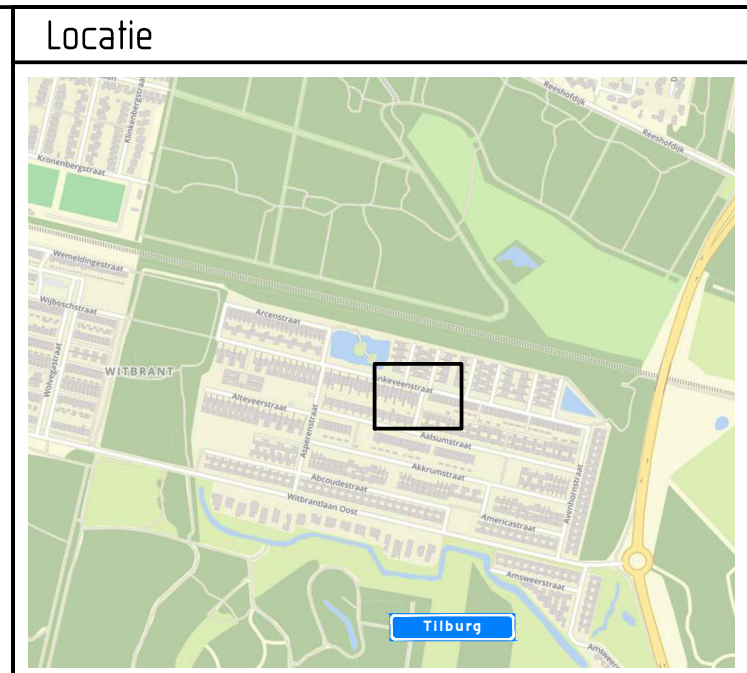 Locatie
Klinkenbergstraat
Reeshofdijk
Reeshofdijk
Kronenbergstraat
Wemeldingestraat
Wijboschstraat
Arcenstraat
WITBRANT
Wolvegastraat
nkeveenstraat
Alteveerstraat
Asperenstraat
Aalsumstraat
Akkrumstraat
Abcoudestraat
Avenhornstraat
Witbrantlaan Oost
Americastraat
Amsweerstraat
Tilburg